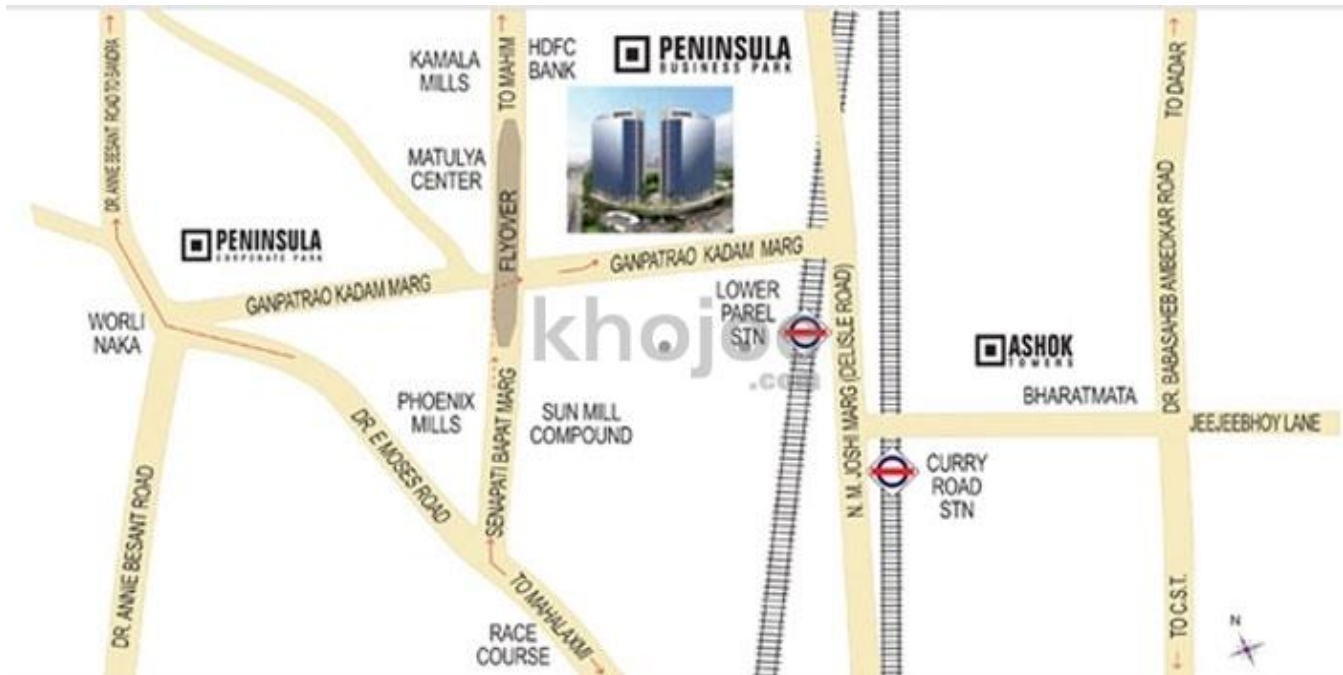 DR. ANNIE BESANT ROAD TO BANDRA
KAMALA
MILLS
TO MAHIM
HDFC
BANK
PENINSULA
BUSINESS PARK
TO DADAR
MATULYA
CENTER
FLYOVER
PENINSULA
CORPORATE PARK
GANPATRAO KADAM MARG
GANPATRAO KADAM MARG
DR. BABASAHEB AMBEDKAR ROAD
WORLI
NAKA
LOWER
PAREL
STN
khojo
.com
N. M. JOSHI MARG (DELISLE ROAD)
ASHOK
TOWERS
BHARATMATA
JEEJEEBHOY LANE
PHOENIX
MILLS
SENAPATI BAPAT MARG
SUN MILL
COMPOUND
DR. E MOSES ROAD
CURRY
ROAD
STN
DR. ANNIE BESANT ROAD
TO MAHALAXMI
RACE
COURSE
TO C.S.T.
N